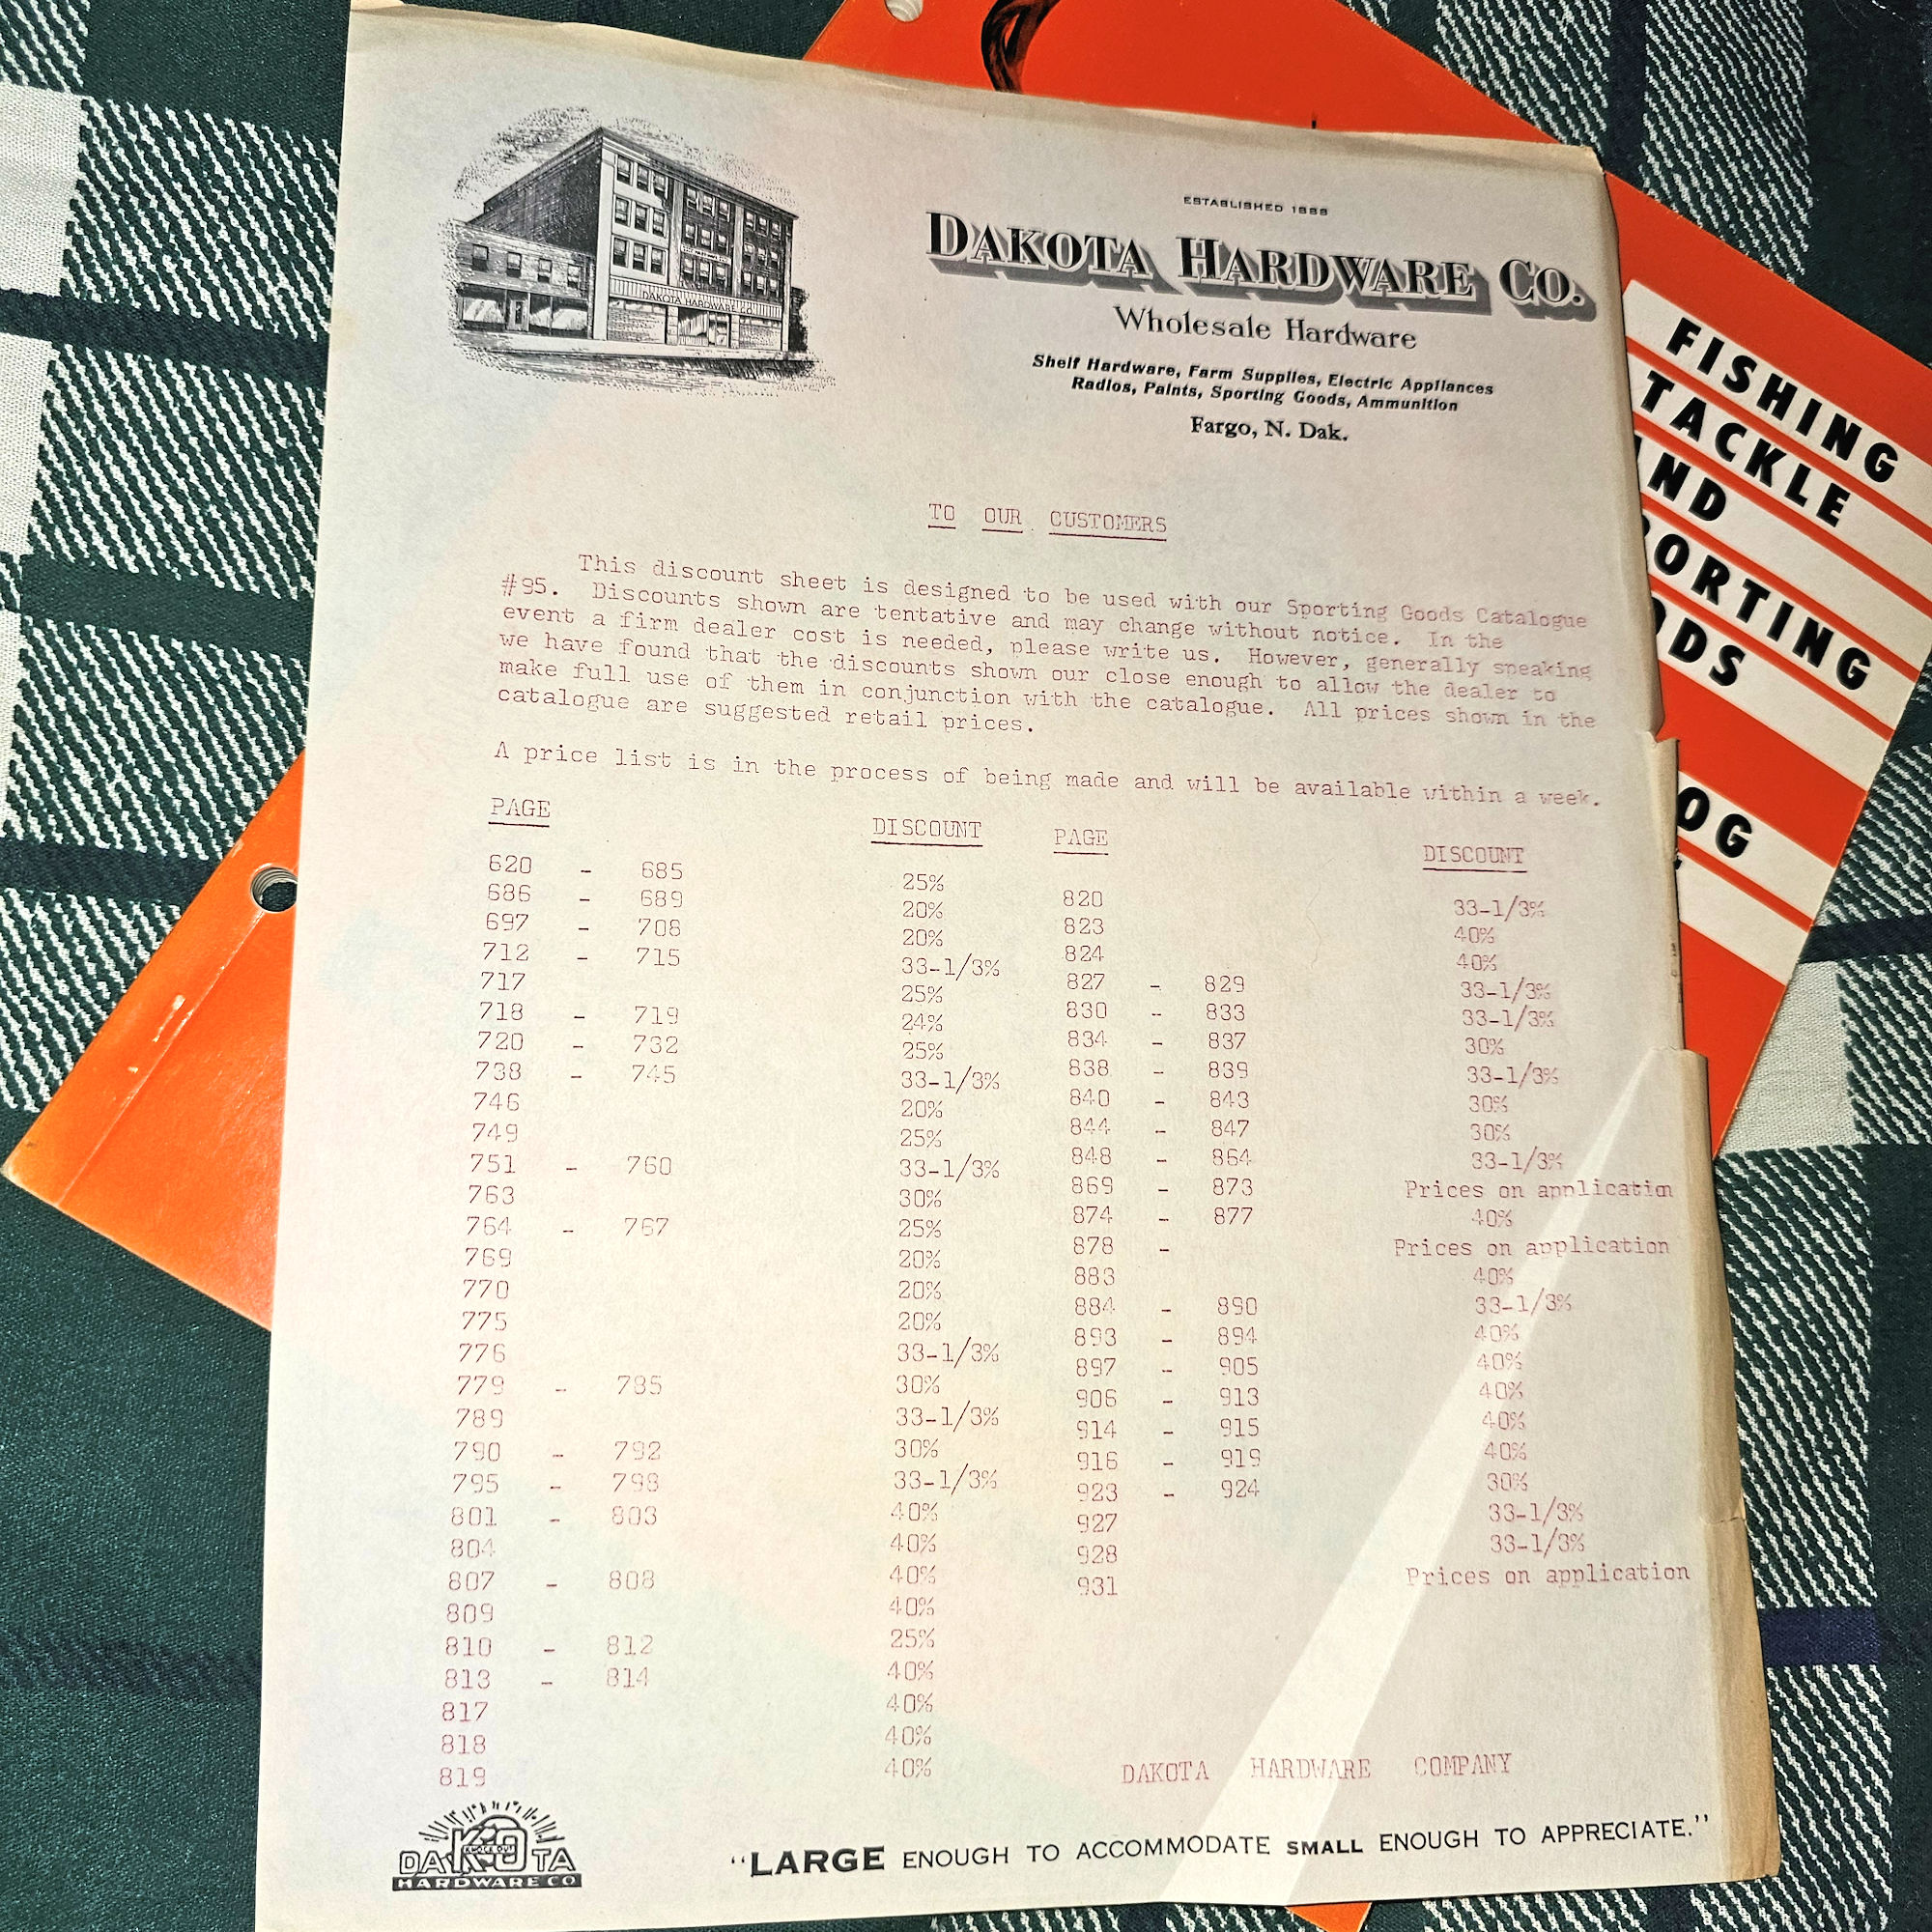 ESTABLISHED 1888
DAKOTA HARDWARE CO.
Wholesale Hardware
Shelf Hardware, Farm Supplies, Electric Appliances
Radios, Paints, Sporting Goods, Ammunition
Fargo, N. Dak.
DAKOTA HARDWARE CO.
TO OUR CUSTOMERS
This discount sheet is designed to be used with our Sporting Goods Catalogue
#95. Discounts shown are tentative and may change without notice. In the
event a firm dealer cost is needed, please write us. However, generally speaking
we have found that the discounts shown our close enough to allow the dealer to
make full use of them in conjunction with the catalogue. All prices shown in the
catalogue are suggested retail prices.
A price list is in the process of being made and will be available within a week.
PAGE DISCOUNT PAGE DISCOUNT
620 - 685 25% 820 33-1/3%
686 - 689 20% 823 40%
697 - 708 20% 824 40%
712 - 715 33-1/3% 827 - 829 33-1/3%
717 25% 830 - 833 33-1/3%
718 - 719 24% 834 - 837 30%
720 - 732 25% 838 - 839 33-1/3%
738 - 745 33-1/3% 840 - 843 30%
746 20% 844 - 847 30%
749 25% 848 - 864 33-1/3%
751 - 760 33-1/3% 869 - 873 Prices on application
763 30% 874 - 877 40%
764 - 767 25% 878 - Prices on application
769 20% 883 40%
770 20% 884 - 890 33-1/3%
775 20% 893 - 894 40%
776 33-1/3% 897 - 905 40%
779 - 785 30% 906 - 913 40%
789 33-1/3% 914 - 915 40%
790 - 792 30% 916 - 919 40%
795 - 798 33-1/3% 923 - 924 30%
801 - 803 40% 927 33-1/3%
804 40% 928 33-1/3%
807 - 808 40% 931 Prices on application
809 40%
810 - 812 25%
813 - 814 40%
817 40%
818 40%
819 40%
DAKOTA HARDWARE COMPANY
DAKOTA
KNOCK OUT
HARDWARE CO
"LARGE ENOUGH TO ACCOMMODATE SMALL ENOUGH TO APPRECIATE."
FISHING
TACKLE
AND
SPORTING
GOODS
OG